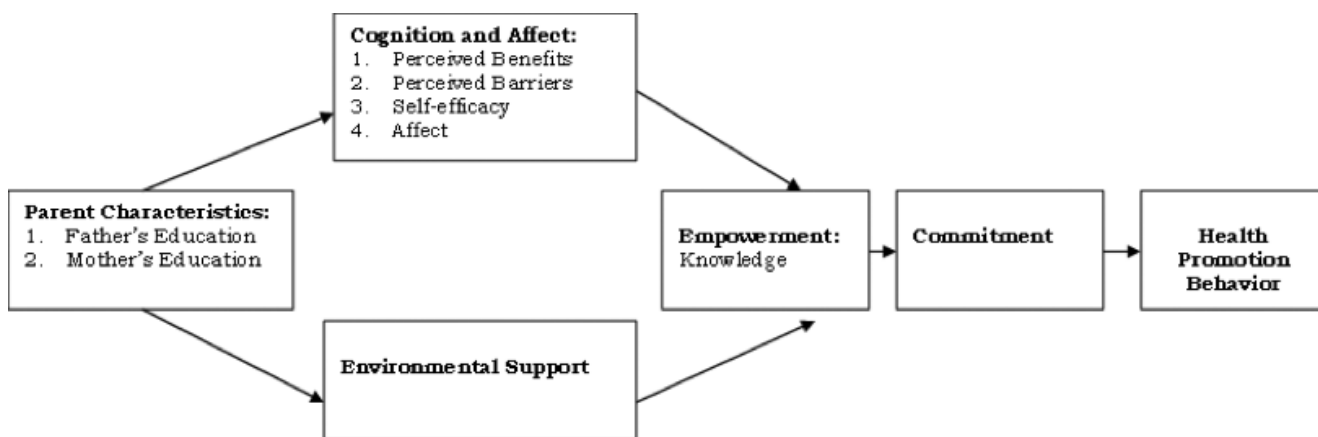 Cognition and Affect:
1. Perceived Benefits
2. Perceived Barriers
3. Self-efficacy
4. Affect
Parent Characteristics:
1. Father's Education
2. Mother's Education
Environmental Support
Empowerment:
Knowledge
Commitment
Health
Promotion
Behavior